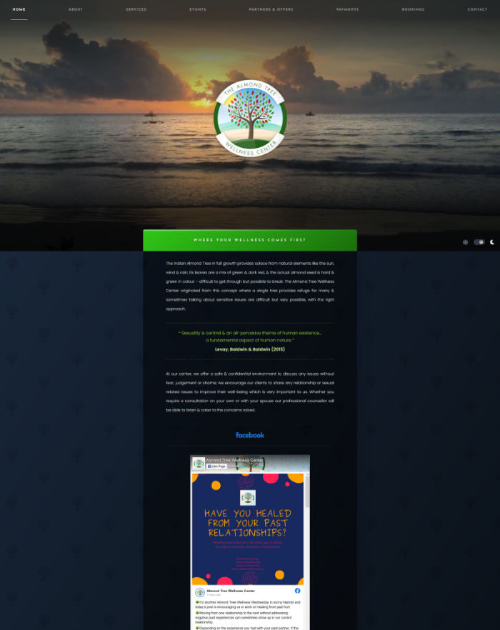 HOME ABOUT SERVICES EVENTS PARTNERS & OFFERS PAYMENTS BOOKINGS CONTACT
THE ALMOND TREE
WELLNESS CENTER
WHERE YOUR WELLNESS COMES FIRST
The Indian Almond Tree in full growth provides solace from natural elements like the sun,
wind & rain. Its leaves are a mix of green & dark red, & the actual almond seed is hard &
green in colour - difficult to get through but possible to break. The Almond Tree Wellness
Center originated from this concept where a single tree provides refuge for many &
sometimes talking about sensitive issues are difficult but very possible, with the right
approach.
" Sexuality is central & an all-pervasive theme of human existence...
a fundamental aspect of human nature."
Levay, Baldwin & Baldwin (2015)
At our center, we offer a safe & confidential environment to discuss any issues without
fear, judgement or shame. We encourage our clients to share any relationship or sexual
related issues to improve their well-being which is very important to us. Whether you
require a consultation on your own or with your spouse our professional counsellor will
be able to listen & cater to the concerns raised.
Facebook
Almond Tree Wellness Center
HAVE YOU HEALED
FROM YOUR PAST
RELATIONSHIPS?
Almond Tree Wellness Center